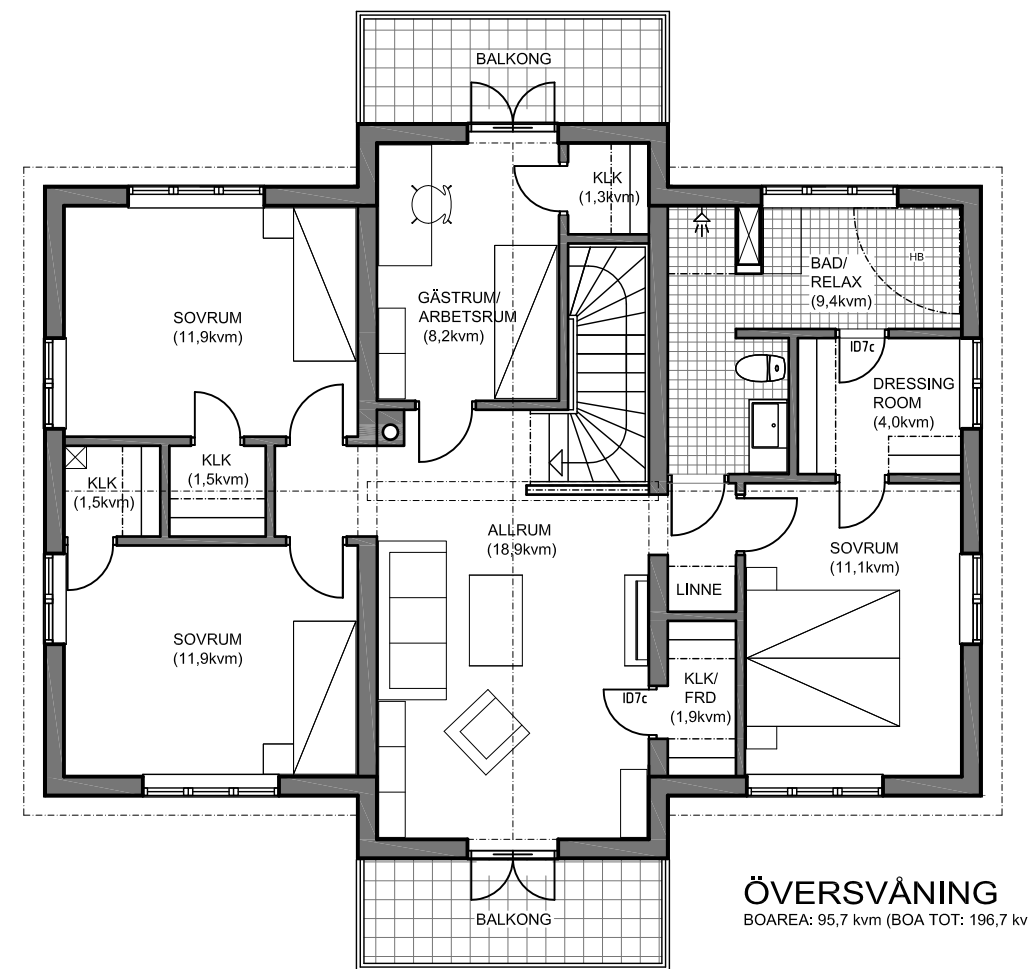 BALKONG
KLK
(1,3kvm)
BAD/
RELAX
(9,4kvm)
HB
GÄSTRUM/
ARBETSRUM
(8,2kvm)
SOVRUM
(11,9kvm)
ID7c
DRESSING
ROOM
(4,0kvm)
KLK
(1,5kvm)
KLK
(1,5kvm)
ALLRUM
(18,9kvm)
SOVRUM
(11,1kvm)
LINNE
SOVRUM
(11,9kvm)
KLK/
FRD
(1,9kvm)
ID7c
BALKONG
ÖVERSVÅNING
BOAREA: 95,7 kvm (BOA TOT: 196,7 kv